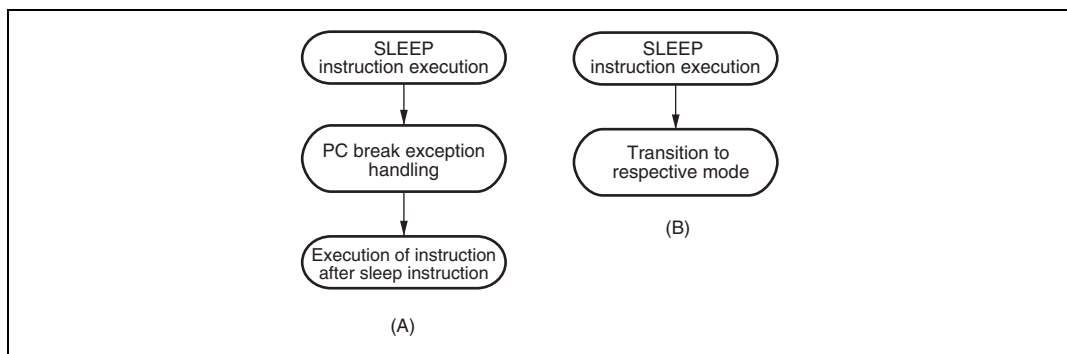 SLEEP
instruction execution
PC break exception
handling
Execution of instruction
after sleep instruction
(A)
SLEEP
instruction execution
Transition to
respective mode
(B)